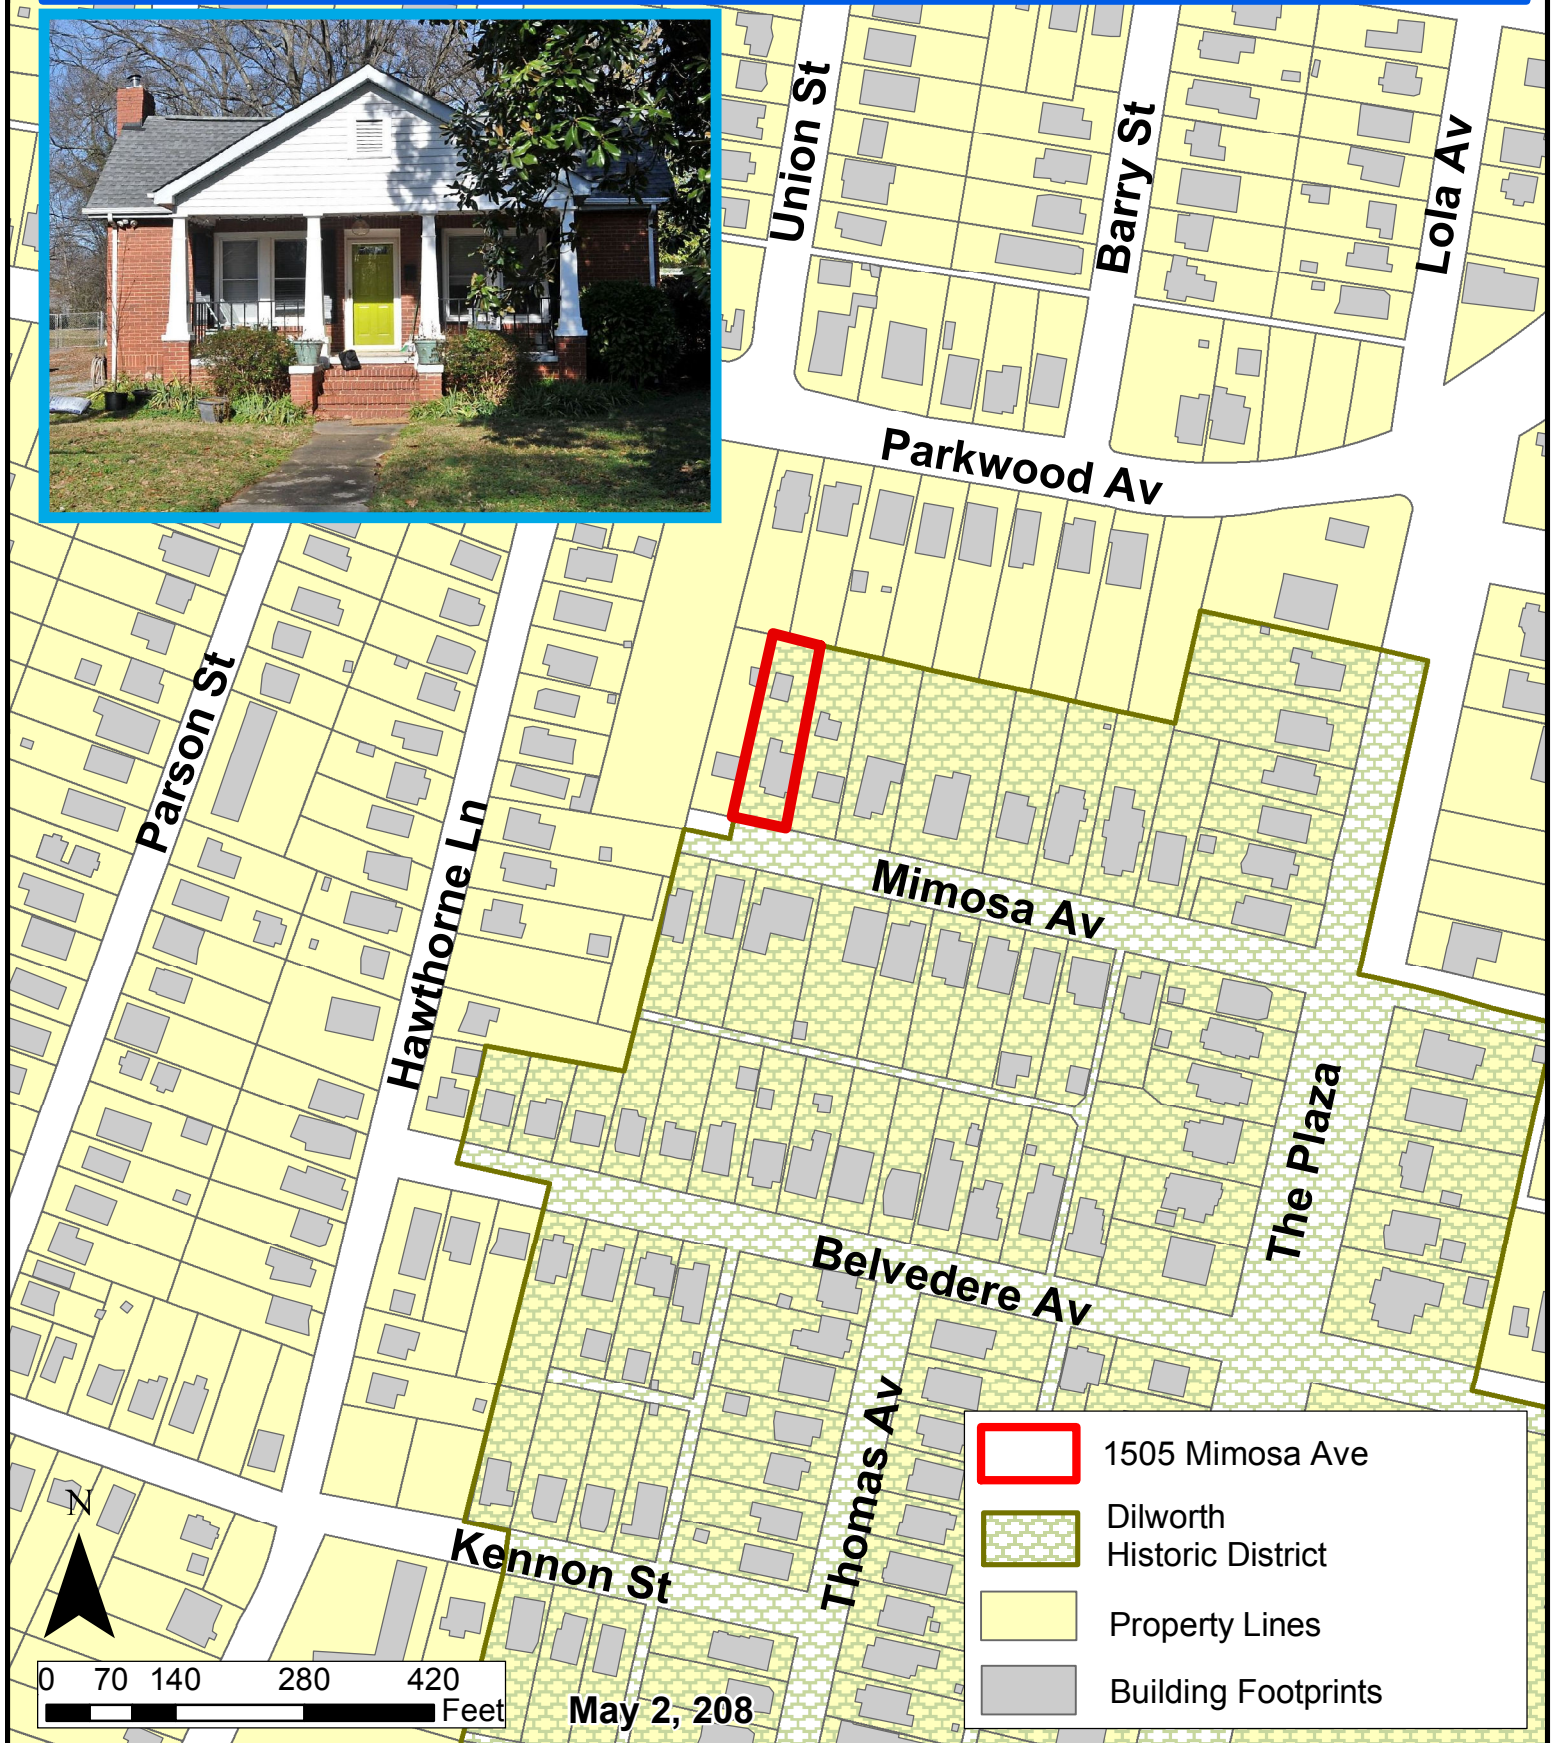 Union St
Barry St
Lola Av
Parkwood Av
Parson St
Hawthorne Ln
Mimosa Av
The Plaza
Belvedere Av
Thomas Av
Kennon St
1505 Mimosa Ave
Dilworth
Historic District
Property Lines
Building Footprints
N
0 70 140 280 420
Feet
May 2, 208